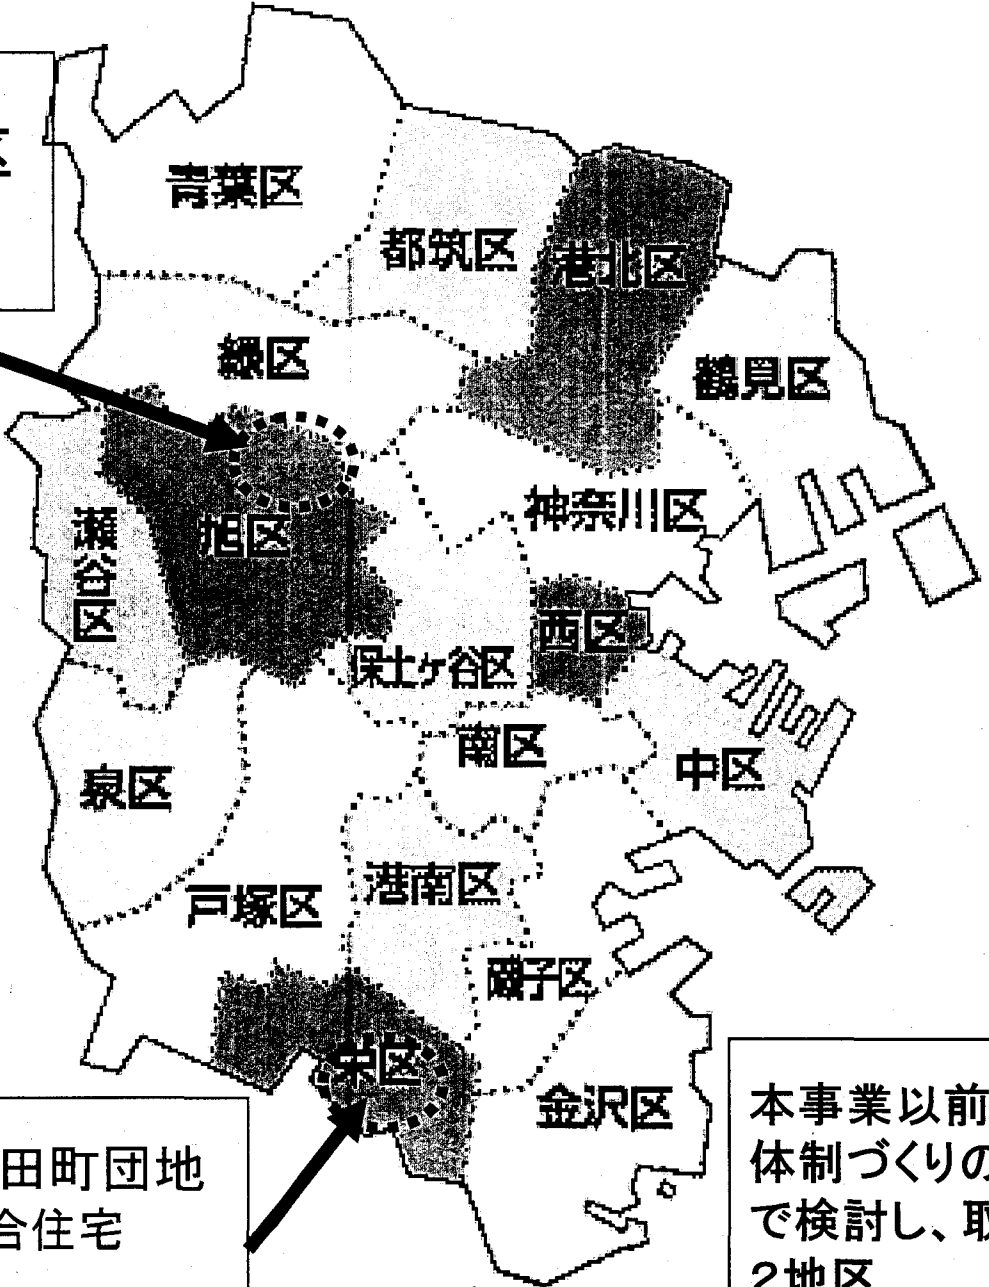 区
青葉区
都筑区
港北区
緑区
鶴見区
神奈川区
瀬谷区
旭区
西区
保土ヶ谷区
南区
中区
泉区
港南区
戸塚区
磯子区
栄区
金沢区
田町団地
合住宅
本事業以前
体制づくりの
で検討し、取
2地区